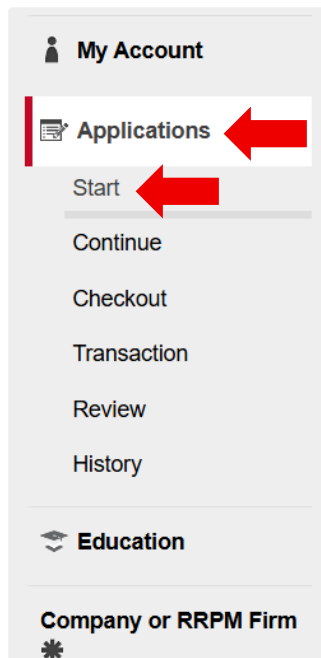 My Account
Applications
Start
Continue
Checkout
Transaction
Review
History
Education
Company or RRPM Firm